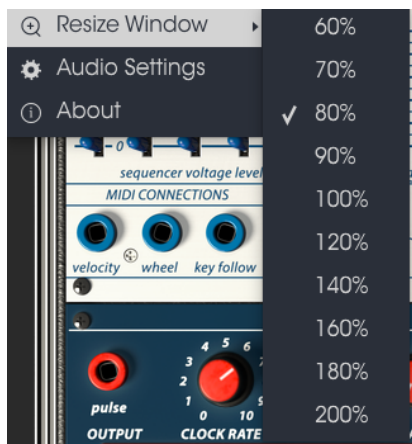 Resize Window
Audio Settings
About
60%
70%
80%
90%
100%
120%
140%
160%
180%
200%
0
sequencer voltage level
MIDI CONNECTIONS
velocity wheel key follow
4 5 6
3
2
1
0 10
pulse
OUTPUT CLOCK RATE